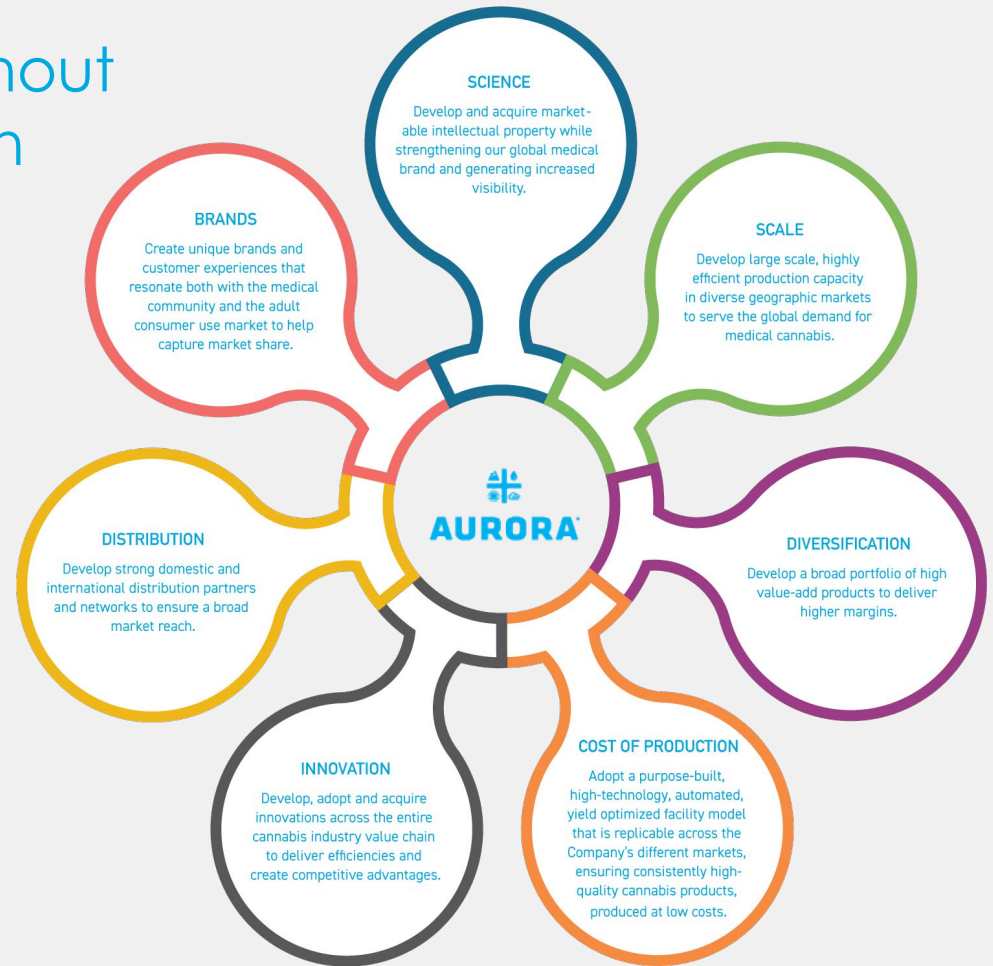 SCIENCE
Develop and acquire market-
able intellectual property while
strengthening our global medical
brand and generating increased
visibility.
BRANDS
Create unique brands and
customer experiences that
resonate both with the medical
community and the adult
consumer use market to help
capture market share.
SCALE
Develop large scale, highly
efficient production capacity
in diverse geographic markets
to serve the global demand for
medical cannabis.
AURORA
DISTRIBUTION
Develop strong domestic and
international distribution partners
and networks to ensure a broad
market reach.
DIVERSIFICATION
Develop a broad portfolio of high
value-add products to deliver
higher margins.
INNOVATION
Develop, adopt and acquire
innovations across the entire
cannabis industry value chain
to deliver efficiencies and
create competitive advantages.
COST OF PRODUCTION
Adopt a purpose-built,
high-technology, automated,
yield optimized facility model
that is replicable across the
Company's different markets,
ensuring consistently high-
quality cannabis products,
produced at low costs.